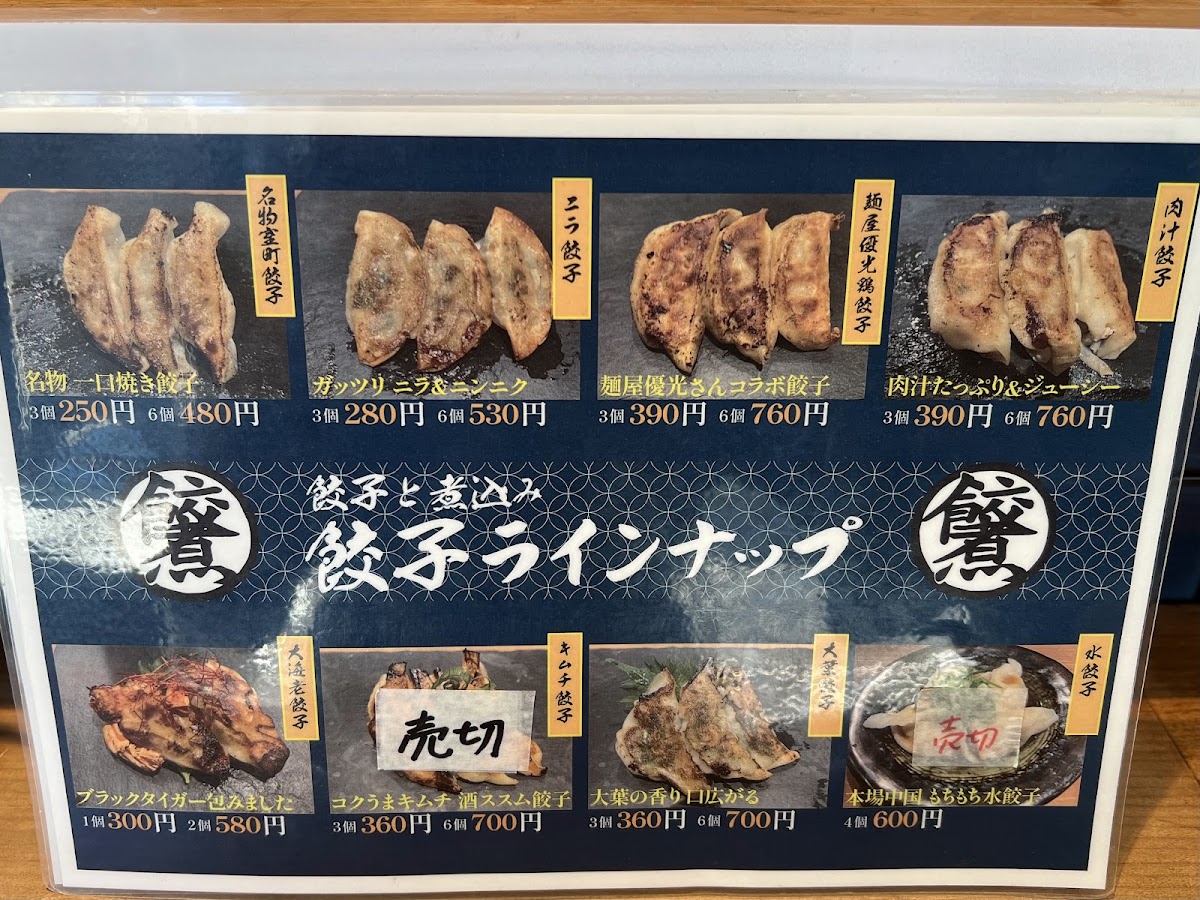 名物室町餃子
名物 一口焼き餃子
3個 250円 6個 480円
ニラ餃子
ガッツリ ニラ&ニンニク
3個 280円 6個 530円
麺屋優光鶏餃子
麺屋優光さんコラボ餃子
3個 390円 6個 760円
肉汁餃子
肉汁たっぷり&ジューシー
3個 390円 6個 760円
餃煮
餃子と煮込み
餃子ラインナップ
餃煮
大海老餃子
ブラックタイガー包みました
1個 300円 2個 580円
キムチ餃子
売切
コクうまキムチ 酒ススム餃子
3個 360円 6個 700円
大葉餃子
大葉の香り口広がる
3個 360円 6個 700円
水餃子
売切
本場中国 もちもち水餃子
4個 600円